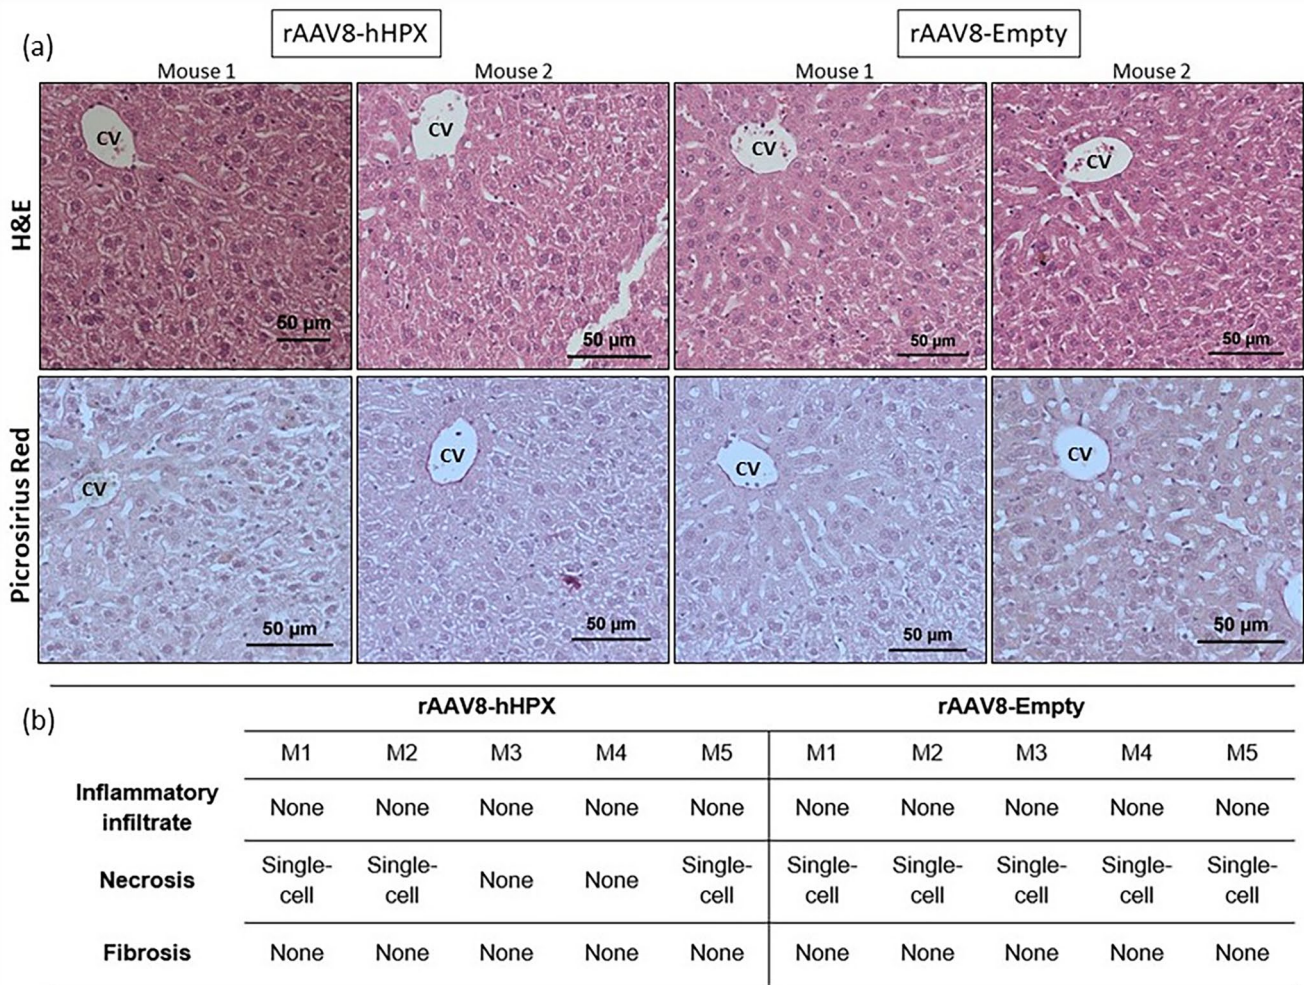 (a)
rAAV8-hHPX
rAAV8-Empty
Mouse 1
Mouse 2
Mouse 1
Mouse 2
H&E
CV
CV
CV
CV
50 µm
50 µm
50 µm
50 µm
Picrosirius Red
CV
CV
CV
CV
50 µm
50 µm
50 µm
50 µm
(b)
rAAV8-hHPX rAAV8-Empty
M1 M2 M3 M4 M5 M1 M2 M3 M4 M5
Inflammatory
infiltrate
None None None None None None None None None None
Necrosis
Single-
cell
Single-
cell
None
None
Single-
cell
Single-
cell
Single-
cell
Single-
cell
Single-
cell
Single-
cell
Fibrosis None None None None None None None None None None